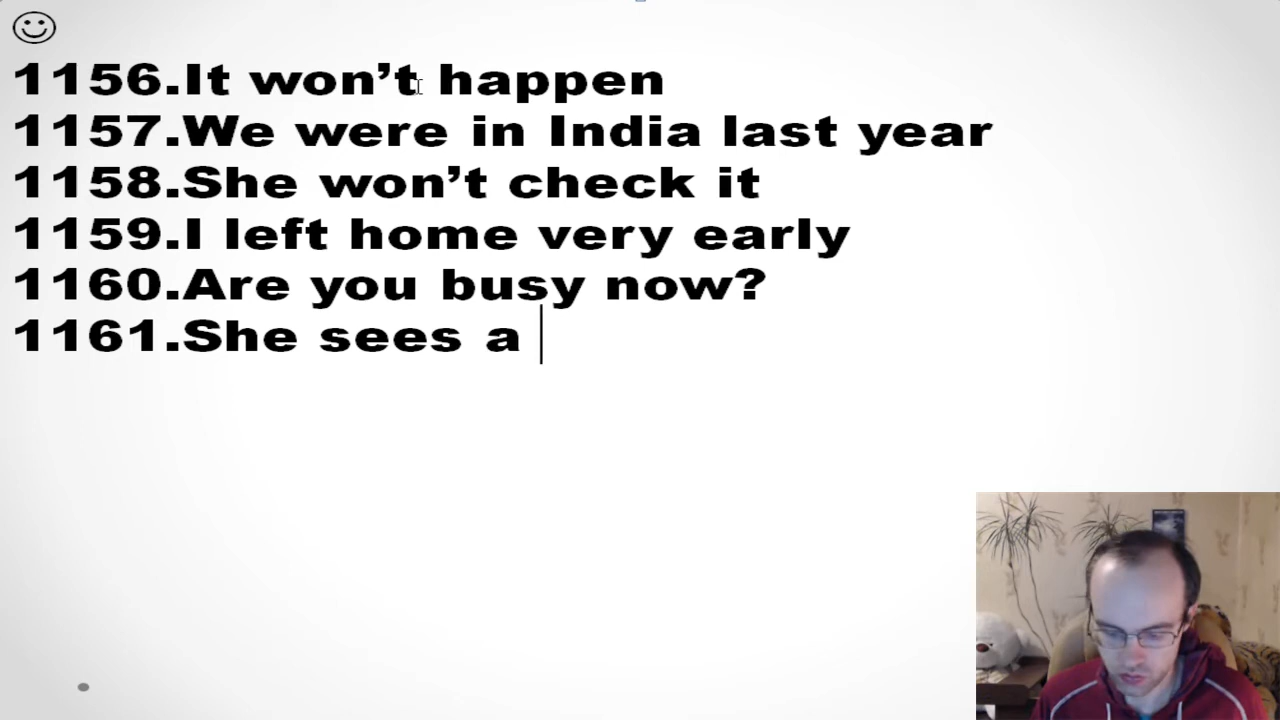 1156.It won’t happen
1157.We were in India last year
1158.She won’t check it
1159.I left home very early
1160.Are you busy now?
1161.She sees a